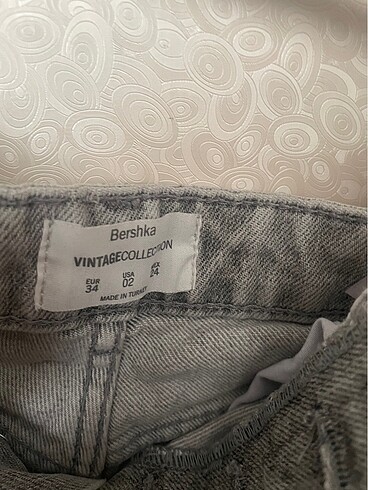 Bershka
VINTAGECOLLECTION
EUR USA MEX
34 02 24
MADE IN TURKEY